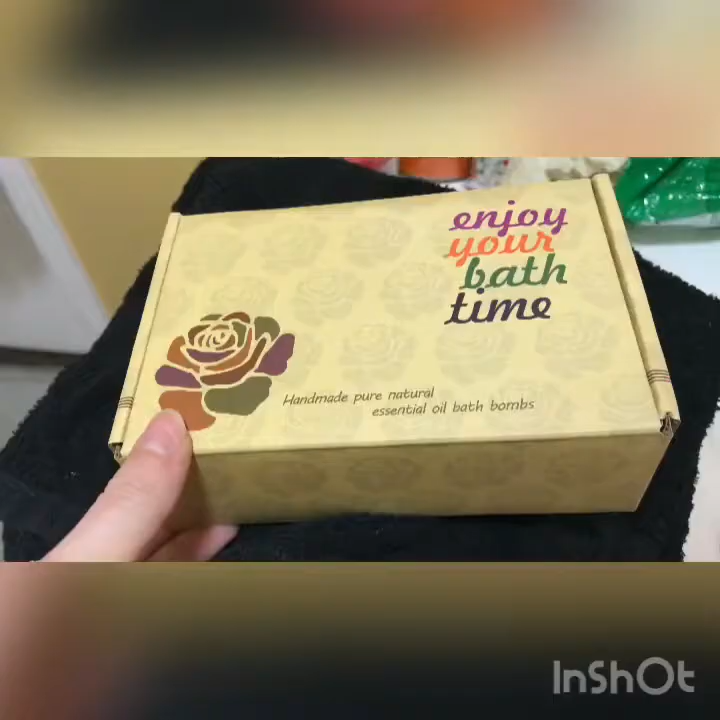 enjoy
your
bath
time
Handmade pure natural
essential oil bath bombs
InShOt